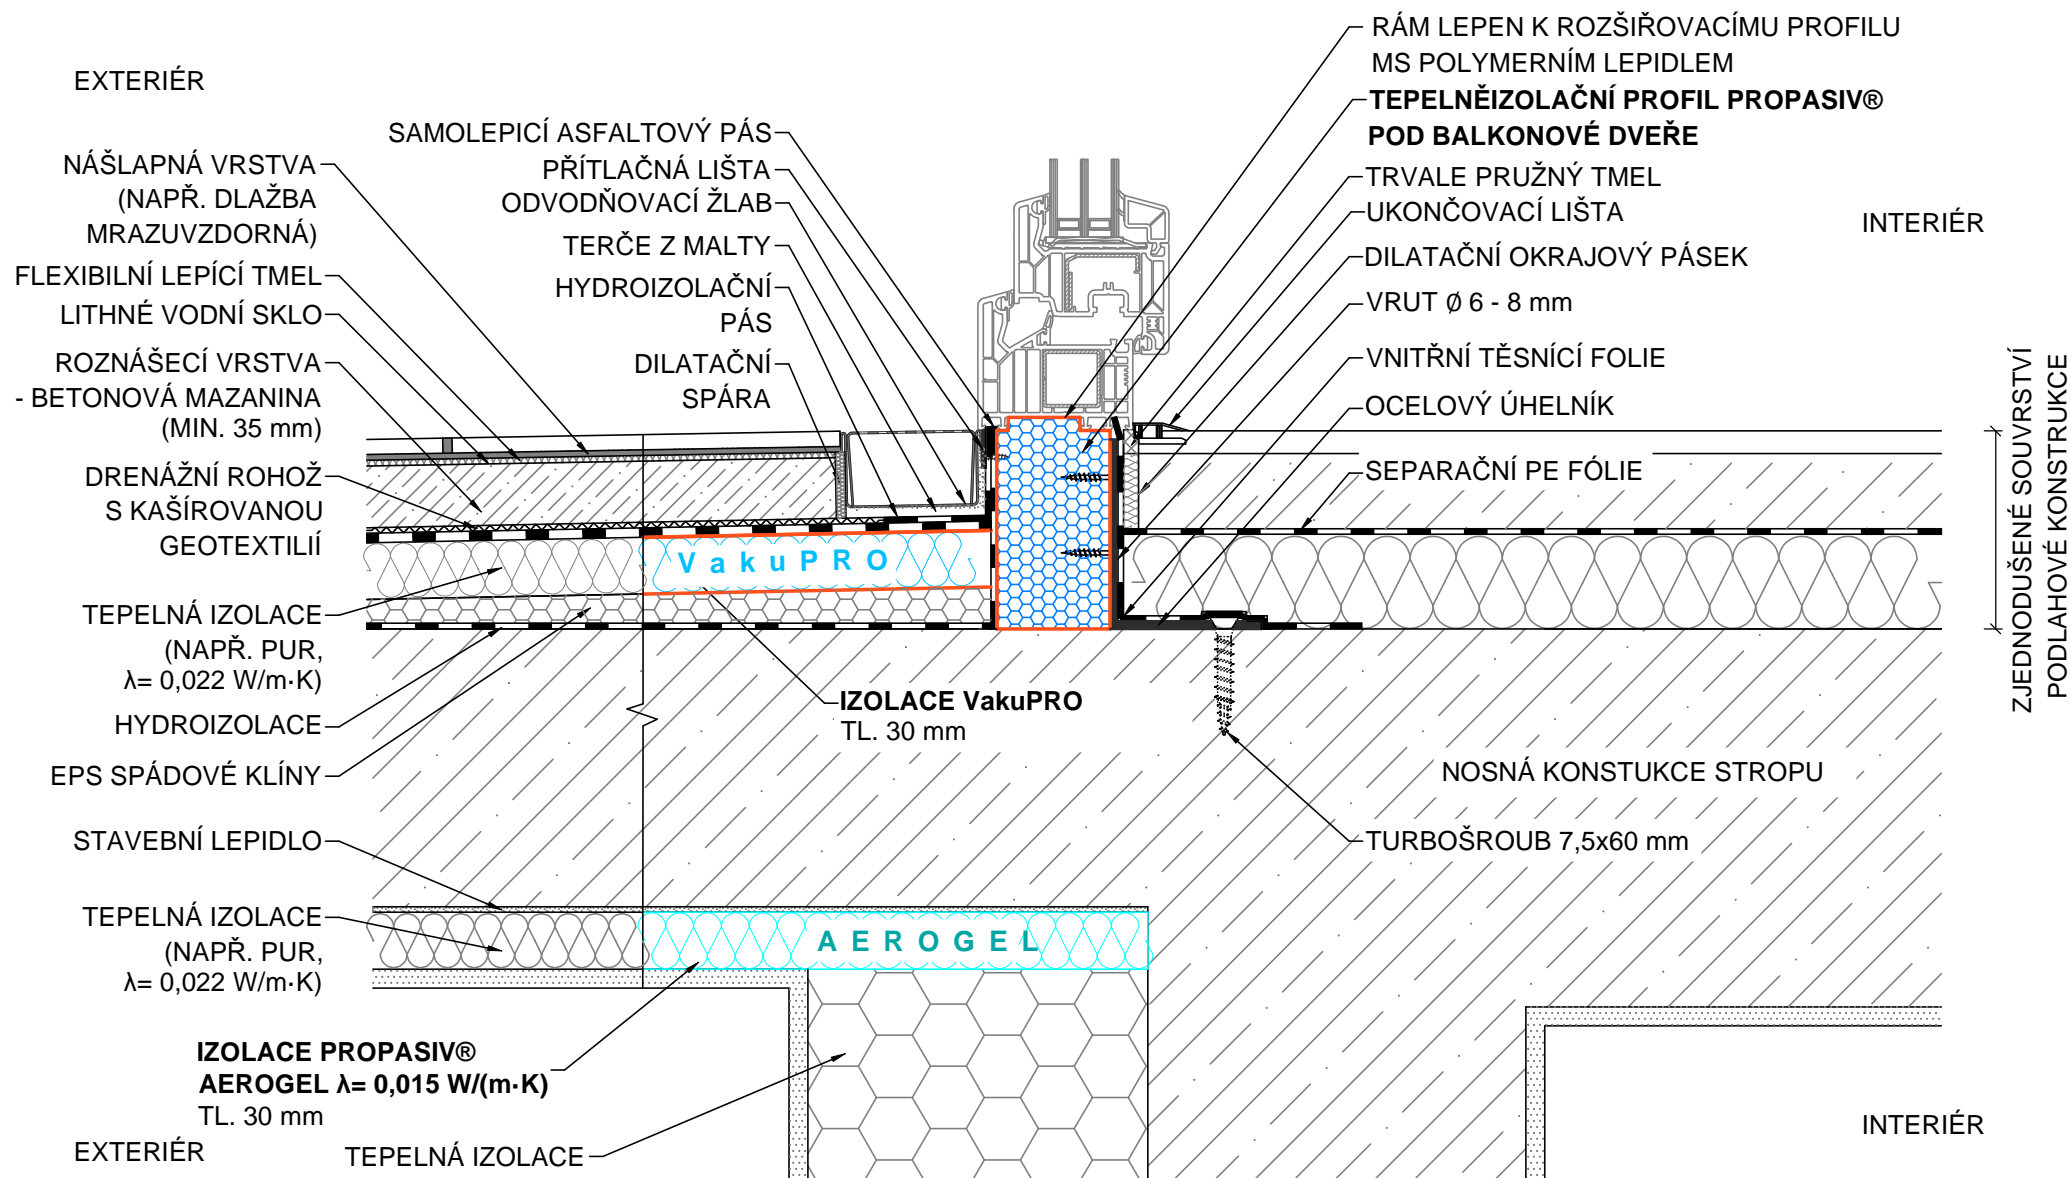 EXTERIÉR
NÁŠLAPNÁ VRSTVA
(NAPŘ. DLAŽBA
MRAZUVZDORNÁ)
FLEXIBILNÍ LEPÍCÍ TMEL
LITHNÉ VODNÍ SKLO
ROZNÁŠECÍ VRSTVA
- BETONOVÁ MAZANINA
(MIN. 35 mm)
DRENÁŽNÍ ROHOŽ
S KAŠÍROVANOU
GEOTEXTILIÍ
TEPELNÁ IZOLACE
(NAPŘ. PUR,
λ= 0,022 W/m·K)
HYDROIZOLACE
EPS SPÁDOVÉ KLÍNY
STAVEBNÍ LEPIDLO
TEPELNÁ IZOLACE
(NAPŘ. PUR,
λ= 0,022 W/m·K)
IZOLACE PROPASIV®
AEROGEL λ= 0,015 W/(m·K)
TL. 30 mm
EXTERIÉR
TEPELNÁ IZOLACE
SAMOLEPICÍ ASFALTOVÝ PÁS
PŘÍTLAČNÁ LIŠTA
ODVODŇOVACÍ ŽLAB
TERČE Z MALTY
HYDROIZOLAČNÍ
PÁS
DILATAČNÍ
SPÁRA
VakuPRO
IZOLACE VakuPRO
TL. 30 mm
AEROGEL
RÁM LEPEN K ROZŠIŘOVACÍMU PROFILU
MS POLYMERNÍM LEPIDLEM
TEPELNĚIZOLAČNÍ PROFIL PROPASIV®
POD BALKONOVÉ DVEŘE
TRVALE PRUŽNÝ TMEL
UKONČOVACÍ LIŠTA
DILATAČNÍ OKRAJOVÝ PÁSEK
VRUT Ø 6 - 8 mm
VNITŘNÍ TĚSNÍCÍ FOLIE
OCELOVÝ ÚHELNÍK
SEPARAČNÍ PE FÓLIE
NOSNÁ KONSTUKCE STROPU
TURBOŠROUB 7,5x60 mm
INTERIÉR
ZJEDNODUŠENÉ SOUVRSTVÍ
PODLAHOVÉ KONSTRUKCE
INTERIÉR